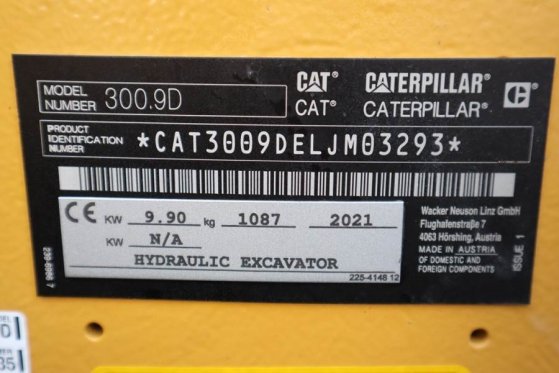 MODEL NUMBER 300.9D
CAT® CATERPILLAR® C
CAT® CATERPILLAR®
PRODUCT IDENTIFICATION NUMBER *CAT3009DELJM03293*
CE KW 9.90 kg 1087 2021
KW N/A
HYDRAULIC EXCAVATOR
225-4148 12
Wacker Neuson Linz GmbH
Flughafenstraße 7
4063 Hörshing, Austria
MADE IN AUSTRIA
OF DOMESTIC AND
FOREIGN COMPONENTS
ISSUE 1